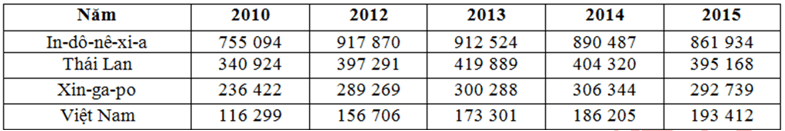 Năm 2010 2012 2013 2014 2015
In-dô-nê-xi-a 755 094 917 870 912 524 890 487 861 934
Thái Lan 340 924 397 291 419 889 404 320 395 168
Xin-ga-po 236 422 289 269 300 288 306 344 292 739
Việt Nam 116 299 156 706 173 301 186 205 193 412